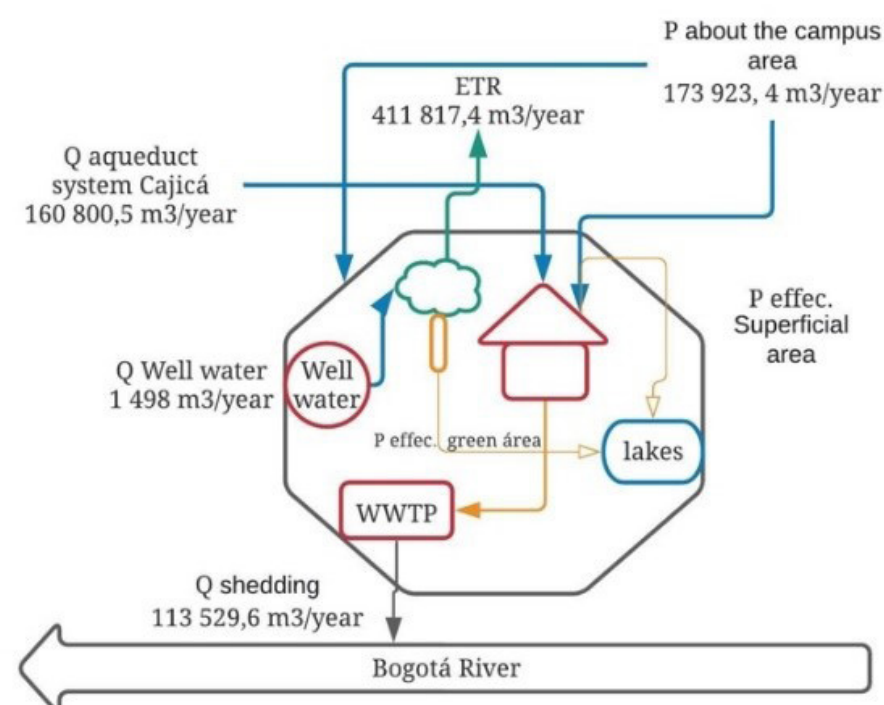 P about the campus
area
173 923, 4 m3/year
ETR
411 817,4 m3/year
Q aqueduct
system Cajicá
160 800,5 m3/year
P effec.
Superficial
area
Q Well water
1 498 m3/year
Well
water
P effec. green área
lakes
WWTP
Q shedding
113 529,6 m3/year
Bogotá River